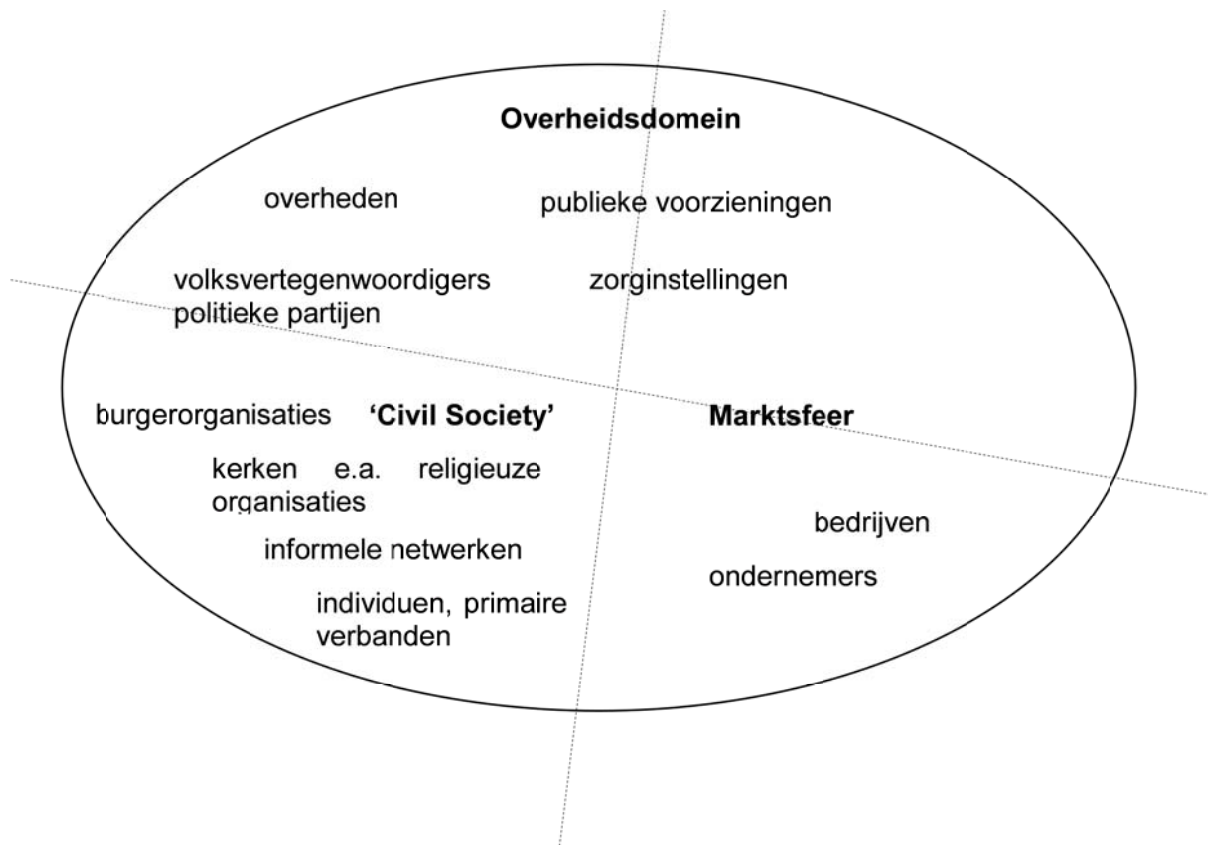 Overheidsdomein
overheden
publieke voorzieningen
volksvertegenwoordigers
politieke partijen
zorginstellingen
burgerorganisaties
‘Civil Society’
Marktsfeer
kerken e.a. religieuze
organisaties
informele netwerken
individuen, primaire
verbanden
bedrijven
ondernemers